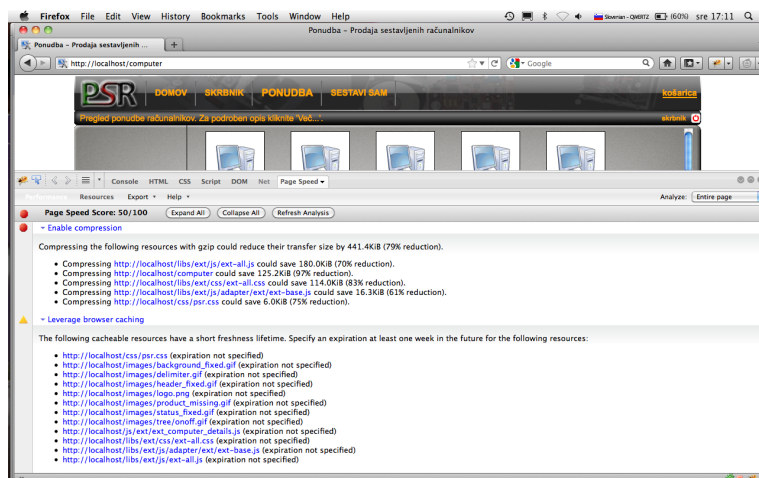 Firefox File Edit View History Bookmarks Tools Window Help Slovenian - QWERTZ (60%) sre 17:11
Ponudba – Prodaja sestavljenih računalnikov
Ponudba – Prodaja sestavljenih ...
http://localhost/computer Google
PSR DOMOV SKRBNIK PONUDBA SESTAVI SAM košarica
Pregled ponudbe računalnikov. Za podroben opis kliknite 'Več...'. skrbnik
Console HTML CSS Script DOM Net Page Speed
Performance Resources Export Help Analyze: Entire page
Page Speed Score: 50/100 Expand All Collapse All Refresh Analysis
Enable compression
Compressing the following resources with gzip could reduce their transfer size by 441.4KiB (79% reduction).
• Compressing http://localhost/libs/ext/js/ext-all.js could save 180.0KiB (70% reduction).
• Compressing http://localhost/computer could save 125.2KiB (97% reduction).
• Compressing http://localhost/libs/ext/css/ext-all.css could save 114.0KiB (83% reduction).
• Compressing http://localhost/libs/ext/js/adapter/ext/ext-base.js could save 16.3KiB (61% reduction).
• Compressing http://localhost/css/psr.css could save 6.0KiB (75% reduction).
Leverage browser caching
The following cacheable resources have a short freshness lifetime. Specify an expiration at least one week in the future for the following resources:
• http://localhost/css/psr.css (expiration not specified)
• http://localhost/images/background_fixed.gif (expiration not specified)
• http://localhost/images/delimiter.gif (expiration not specified)
• http://localhost/images/header_fixed.gif (expiration not specified)
• http://localhost/images/logo.png (expiration not specified)
• http://localhost/images/product_missing.gif (expiration not specified)
• http://localhost/images/status_fixed.gif (expiration not specified)
• http://localhost/images/tree/onoff.gif (expiration not specified)
• http://localhost/js/ext/ext_computer_details.js (expiration not specified)
• http://localhost/libs/ext/css/ext-all.css (expiration not specified)
• http://localhost/libs/ext/js/adapter/ext/ext-base.js (expiration not specified)
• http://localhost/libs/ext/js/ext-all.js (expiration not specified)